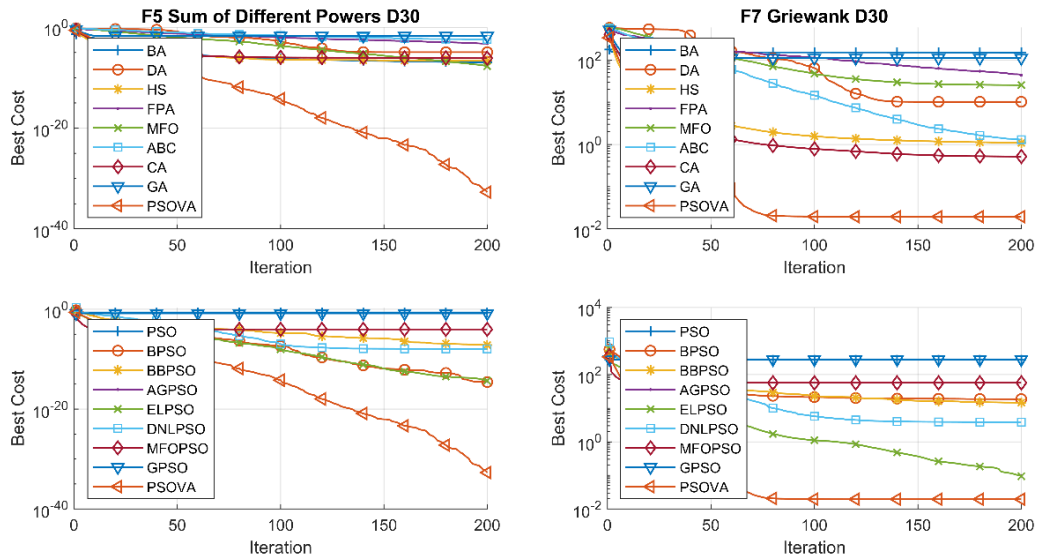 F5 Sum of Different Powers D30
10^0
10^-20
10^-40
Best Cost
BA
DA
HS
FPA
MFO
ABC
CA
GA
PSOVA
0 50 100 150 200
Iteration
F7 Griewank D30
10^2
10^0
10^-2
Best Cost
BA
DA
HS
FPA
MFO
ABC
CA
GA
PSOVA
0 50 100 150 200
Iteration
10^0
10^-20
10^-40
Best Cost
PSO
BPSO
BBPSO
AGPSO
ELPSO
DNLPSO
MFOPSO
GPSO
PSOVA
0 50 100 150 200
Iteration
10^4
10^2
10^0
10^-2
Best Cost
PSO
BPSO
BBPSO
AGPSO
ELPSO
DNLPSO
MFOPSO
GPSO
PSOVA
0 50 100 150 200
Iteration